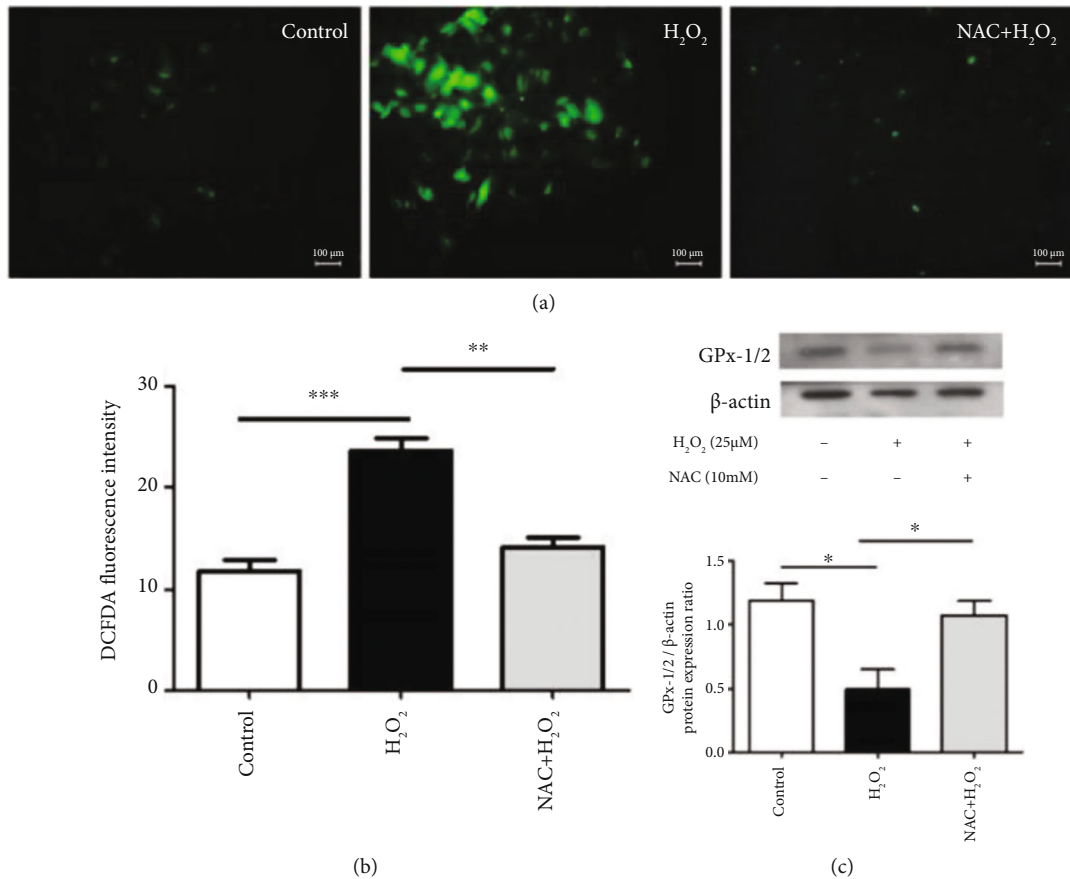 Control
H₂O₂
NAC+H₂O₂
100 μm
100 μm
100 μm
(a)
30
20
10
0
DCFDA fluorescence intensity
***
**
Control
H₂O₂
NAC+H₂O₂
(b)
GPx-1/2
β-actin
H₂O₂ (25μM) – + +
NAC (10mM) – – +
1.5
1.0
0.5
0.0
GPx-1/2 / β-actin
protein expression ratio
*
*
Control
H₂O₂
NAC+H₂O₂
(c)